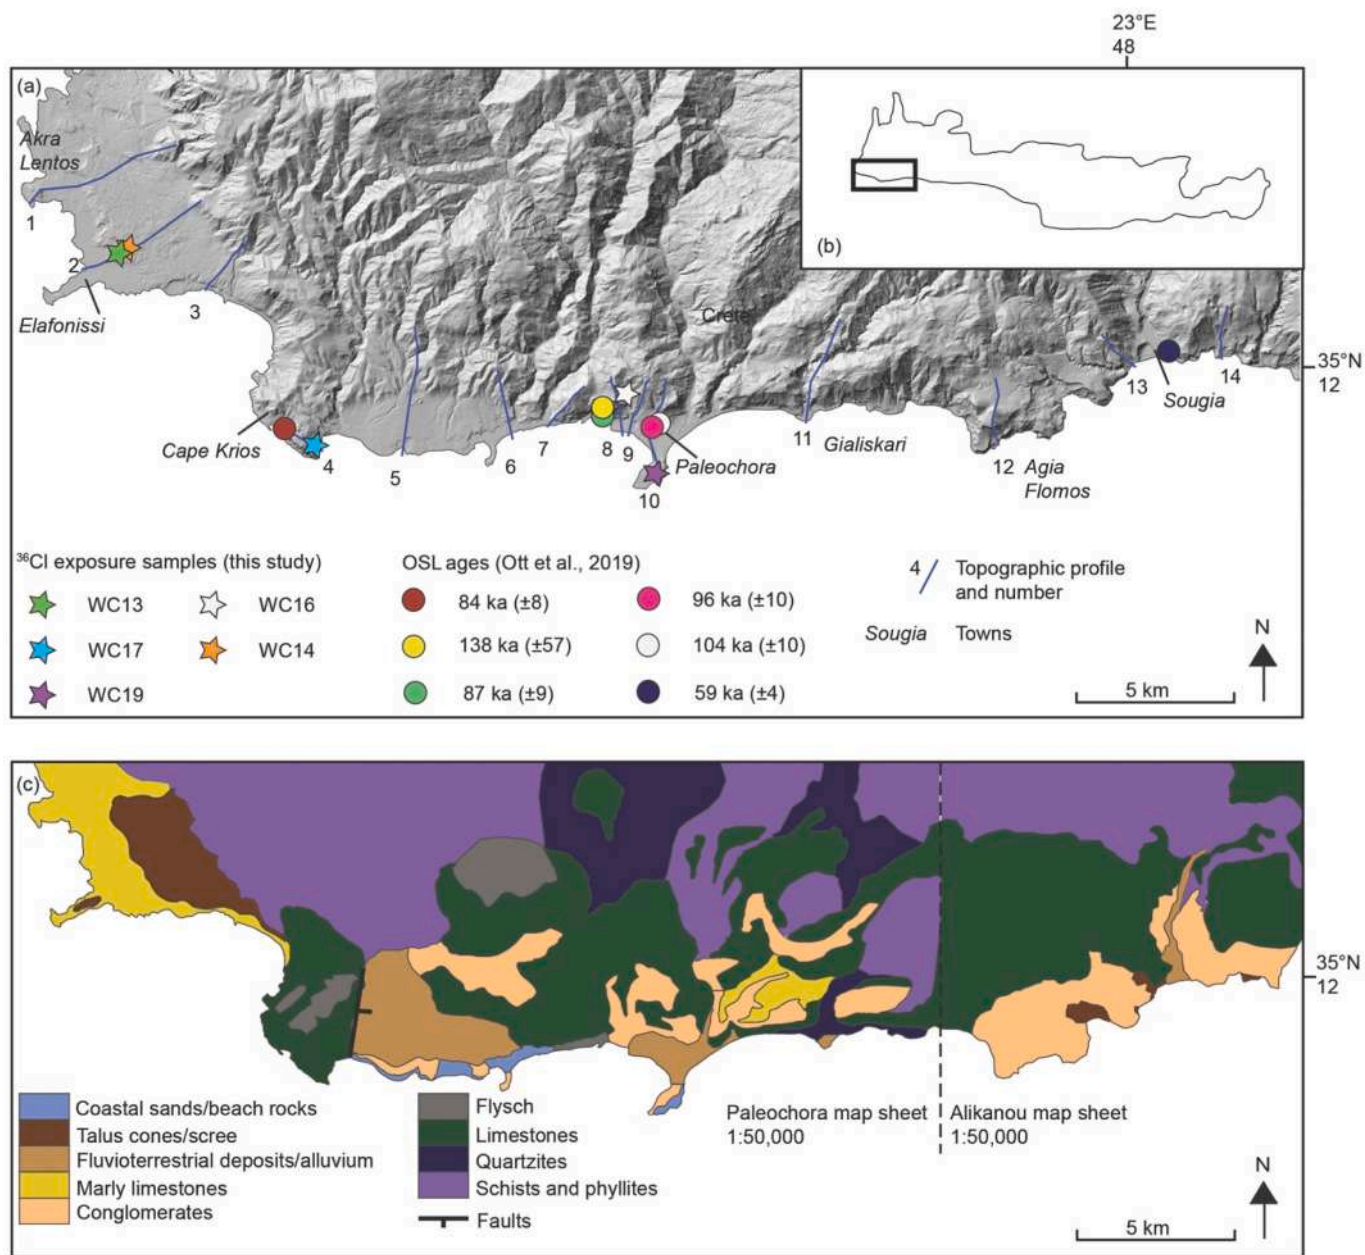 23°E
48
(a)
Akra
Lentos
1
2
Elafonissi
3
Cape Krios
4
5
6
7
8
9
10
Paleochora
Crete
11
Gialiskari
12
Agia
Flomos
13
Sougia
14
35°N
12
(b)
³⁶Cl exposure samples (this study)
WC13
WC16
WC17
WC14
WC19
OSL ages (Ott et al., 2019)
84 ka (±8)
96 ka (±10)
138 ka (±57)
104 ka (±10)
87 ka (±9)
59 ka (±4)
4
Topographic profile
and number
Sougia
Towns
N
5 km
(c)
35°N
12
Coastal sands/beach rocks
Talus cones/scree
Fluvioterrestrial deposits/alluvium
Marly limestones
Conglomerates
Flysch
Limestones
Quartzites
Schists and phyllites
Faults
Paleochora map sheet
1:50,000
Alikanou map sheet
1:50,000
N
5 km